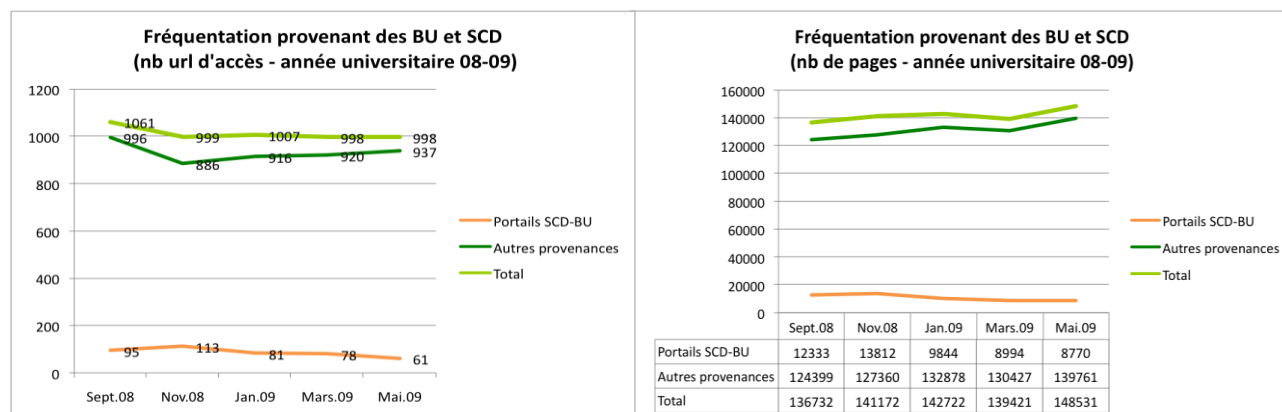 Fréquentation provenant des BU et SCD
(nb url d'accès - année universitaire 08-09)
1200
1000
800
600
400
200
0
1061
999
1007
998
998
996
886
916
920
937
95
113
81
78
61
Sept.08
Nov.08
Jan.09
Mars.09
Mai.09
Portails SCD-BU
Autres provenances
Total
Fréquentation provenant des BU et SCD
(nb de pages - année universitaire 08-09)
160000
140000
120000
100000
80000
60000
40000
20000
0
Portails SCD-BU
Autres provenances
Total
Sept.08 Nov.08 Jan.09 Mars.09 Mai.09
Portails SCD-BU 12333 13812 9844 8994 8770
Autres provenances 124399 127360 132878 130427 139761
Total 136732 141172 142722 139421 148531